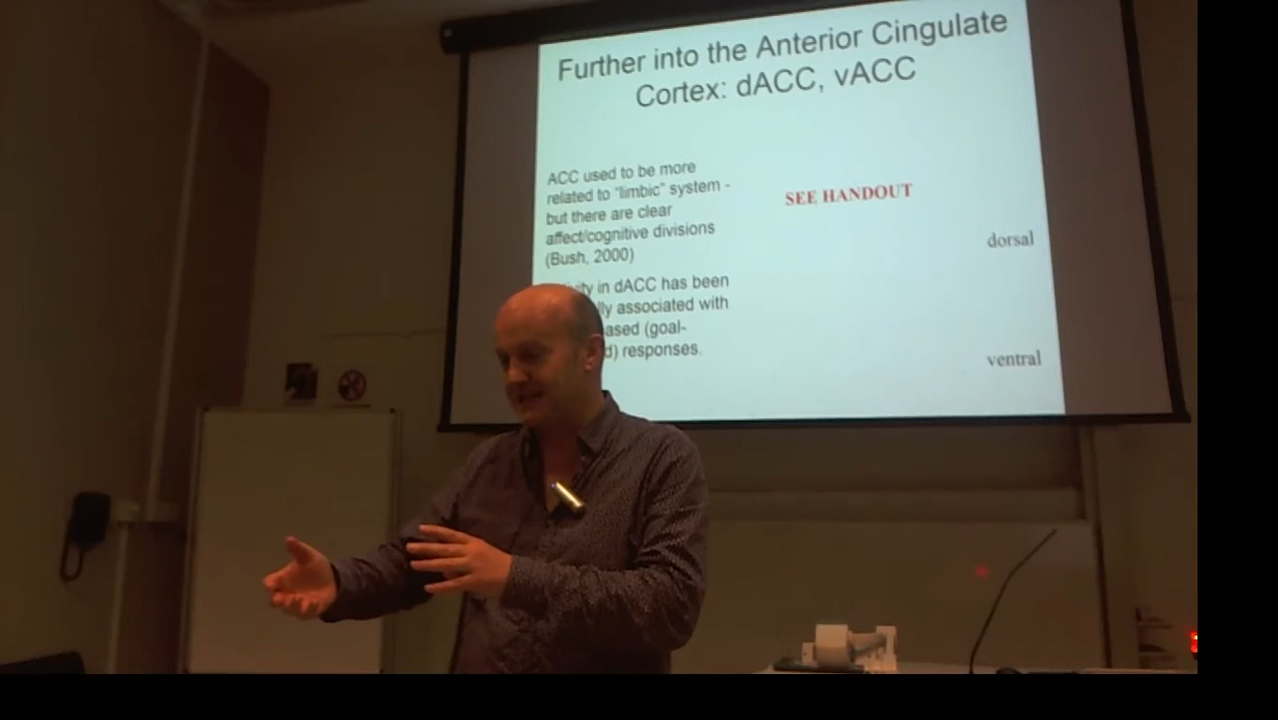 Further into the Anterior Cingulate
Cortex: dACC, vACC
ACC used to be more
related to "limbic" system -
but there are clear
affect/cognitive divisions
(Bush, 2000)
in dACC has been
associated with
responses.
SEE HANDOUT
dorsal
ventral